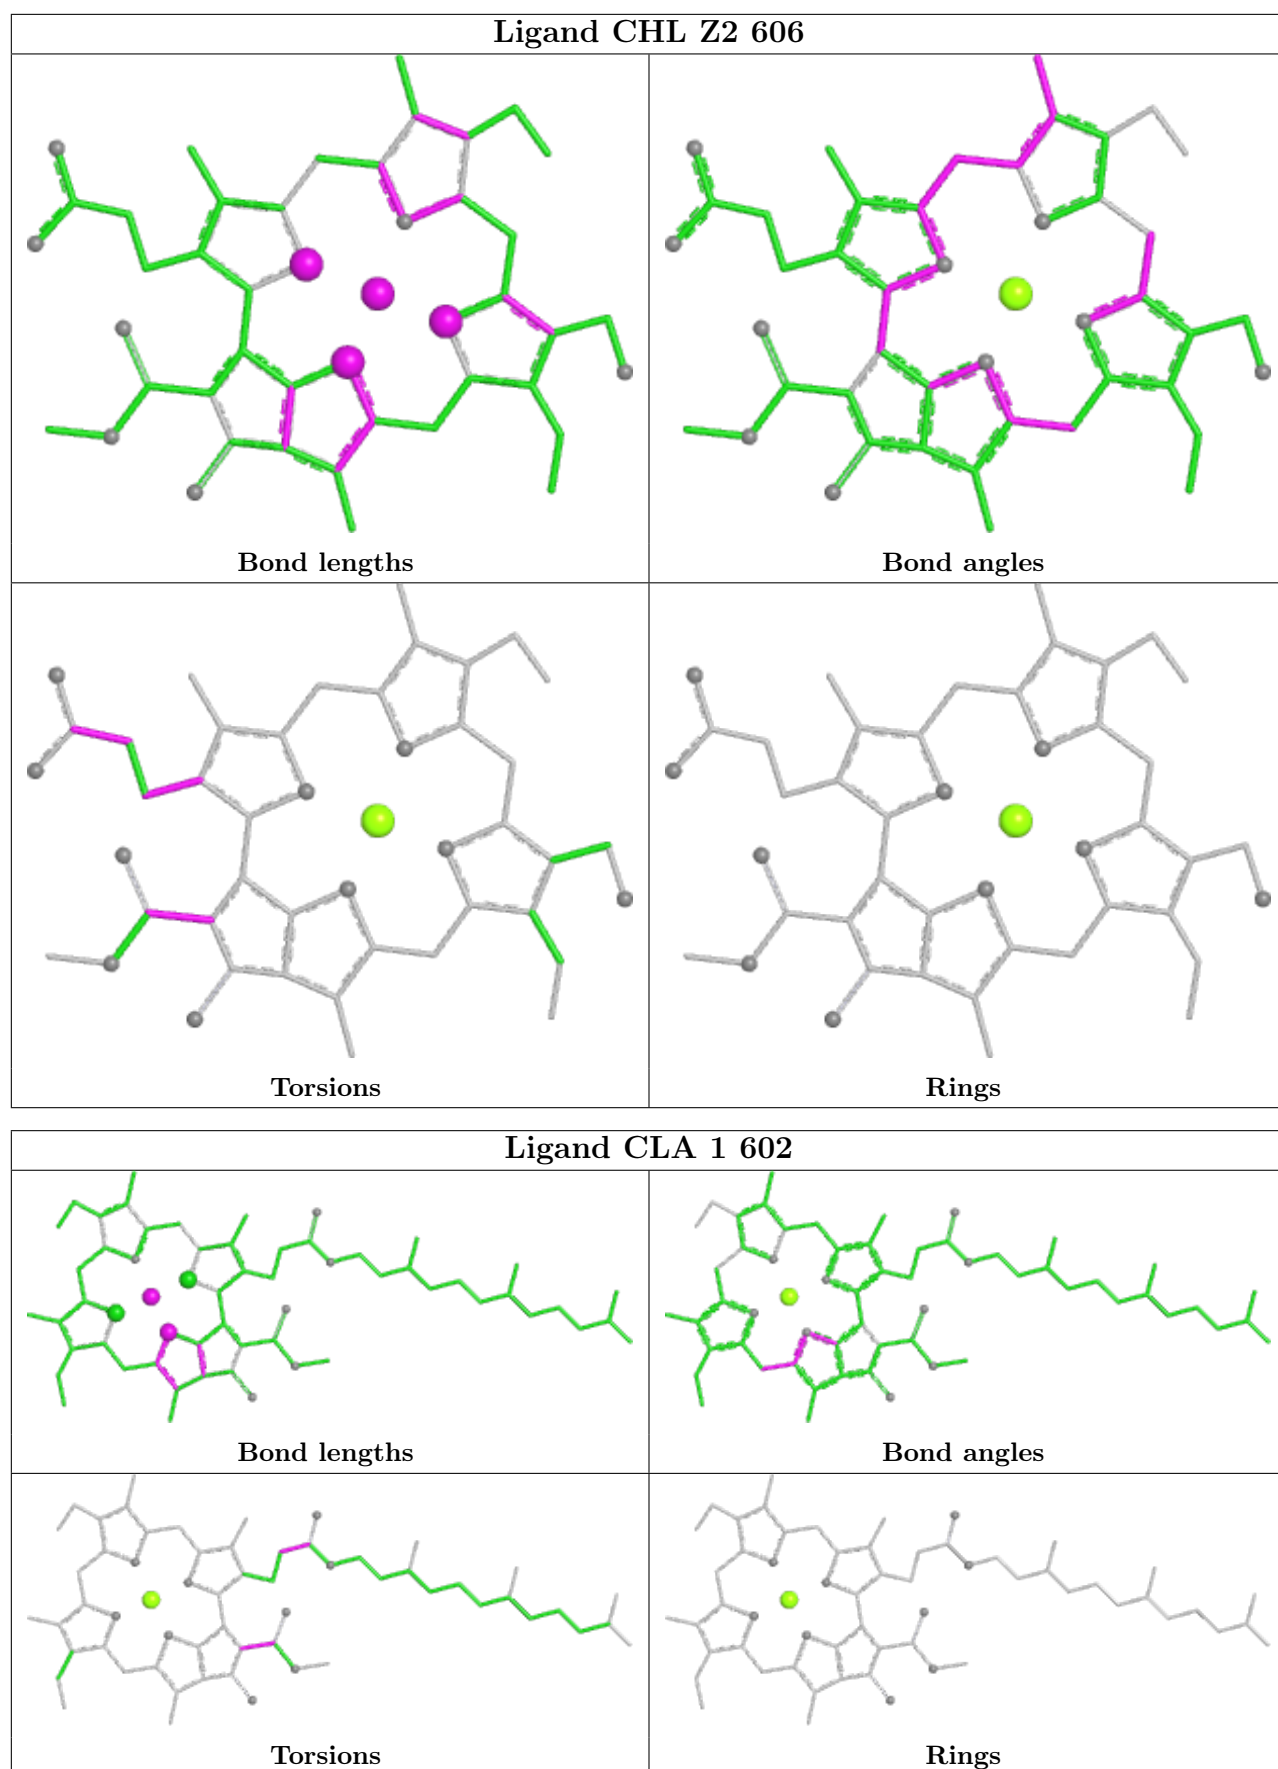 Ligand CHL Z2 606
Bond lengths
Bond angles
Torsions
Rings
Ligand CLA 1 602
Bond lengths
Bond angles
Torsions
Rings